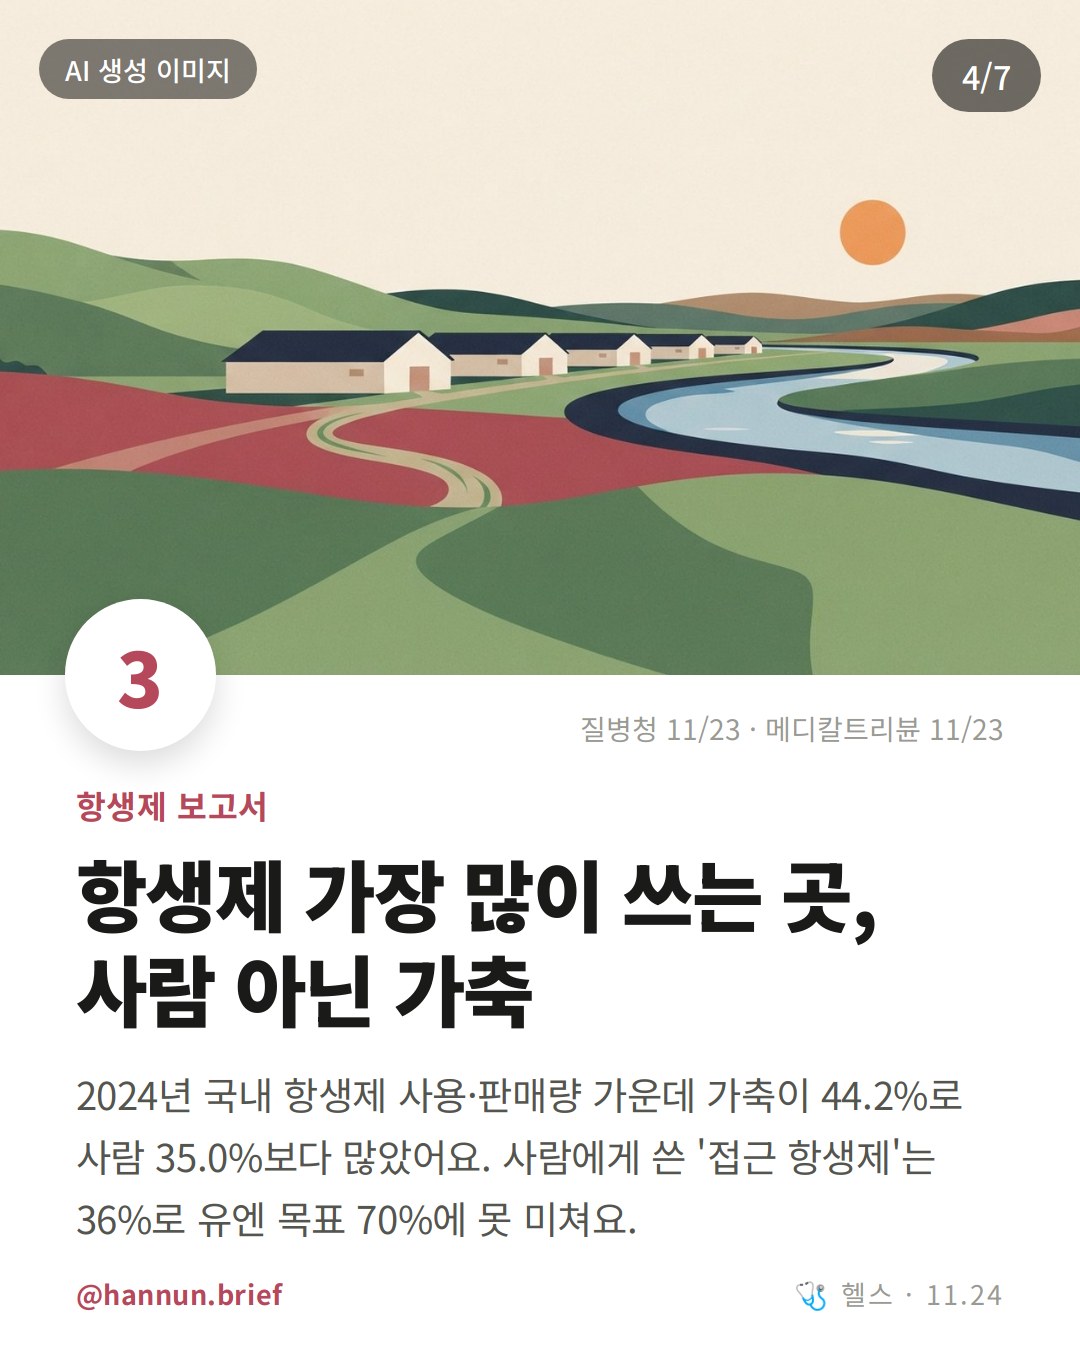 AI 생성 이미지
4/7
3
질병청 11/23 · 메디칼트리뷴 11/23
항생제 보고서
항생제 가장 많이 쓰는 곳,
사람 아닌 가축
2024년 국내 항생제 사용·판매량 가운데 가축이 44.2%로
사람 35.0%보다 많았어요. 사람에게 쓴 '접근 항생제'는
36%로 유엔 목표 70%에 못 미쳐요.
@hannun.brief
헬스 · 11.24